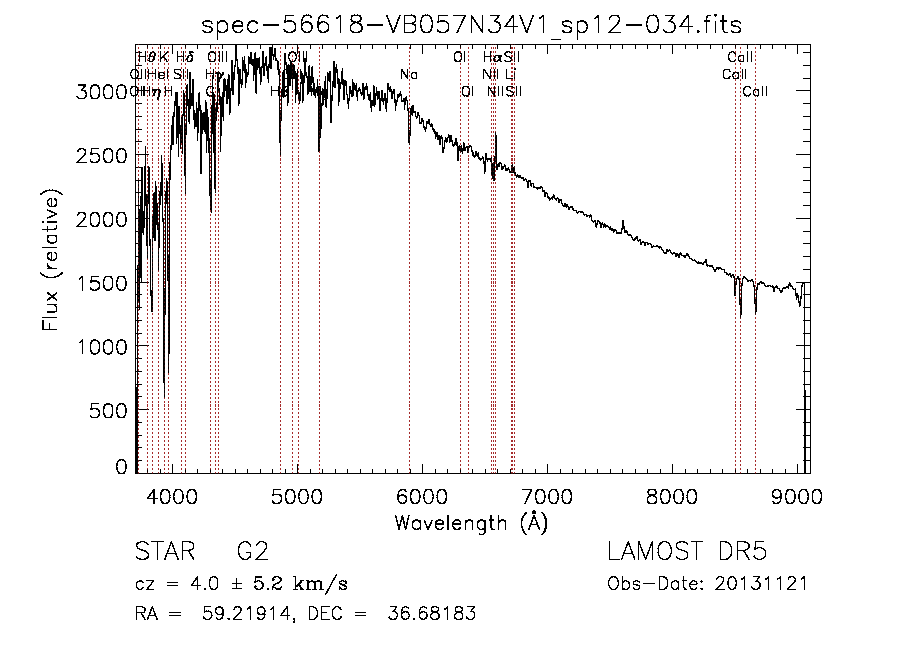 spec-56618-VB057N34V1_sp12-034.fits
Hθ K Hδ OIII OIII OI Hα SII CaII
OII HeI SII Hγ NII Li CaII
OII Hη H G Hβ Mg Na OI NII SII CaII
3000
2500
2000
1500
1000
500
0
Flux (relative)
4000 5000 6000 7000 8000 9000
Wavelength (Å)
STAR G2 LAMOST DR5
cz = 4.0 ± 5.2 km/s Obs-Date: 20131121
RA = 59.21914, DEC = 36.68183